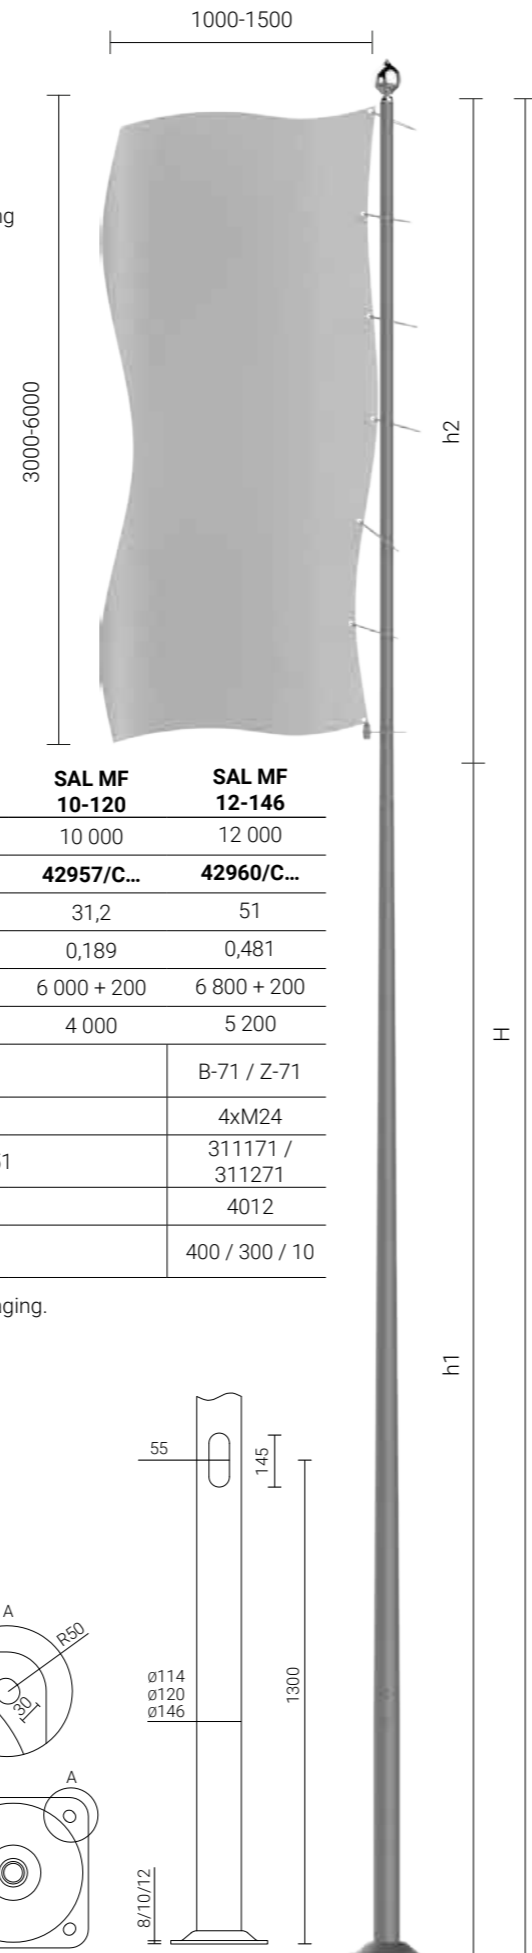 1000-1500
ng
3000-6000
h2
SAL MF SAL MF
10-120 12-146
10 000 12 000
42957/C... 42960/C...
31,2 51
0,189 0,481
6 000 + 200 6 800 + 200
4 000 5 200
B-71 / Z-71
4xM24
311171 /
311271
4012
400 / 300 / 10
H
aging.
h1
55
145
A
R50
30
Ø114
Ø120
Ø146
1300
A
8/10/12